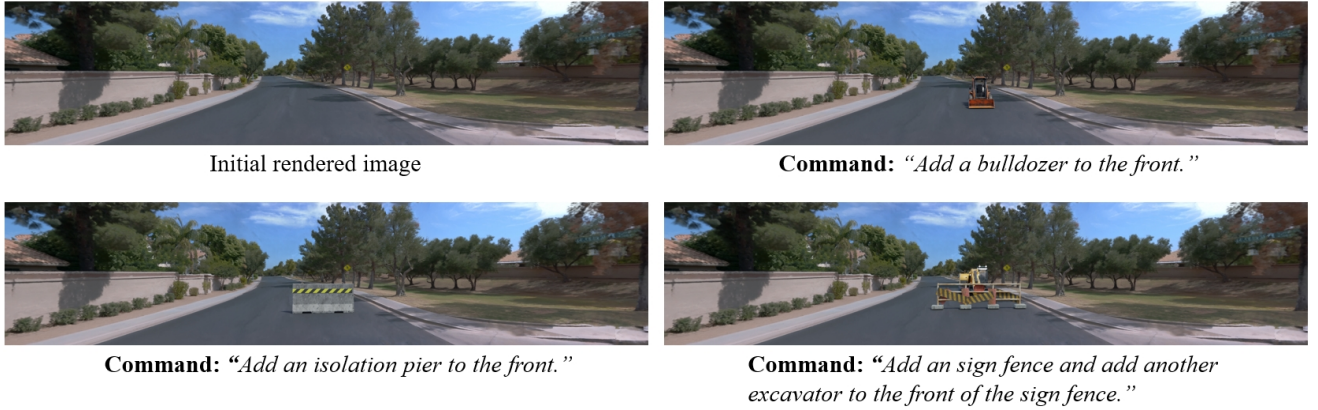 Initial rendered image
Command: “Add a bulldozer to the front.”
Command: “Add an isolation pier to the front.”
Command: “Add an sign fence and add another
excavator to the front of the sign fence.”